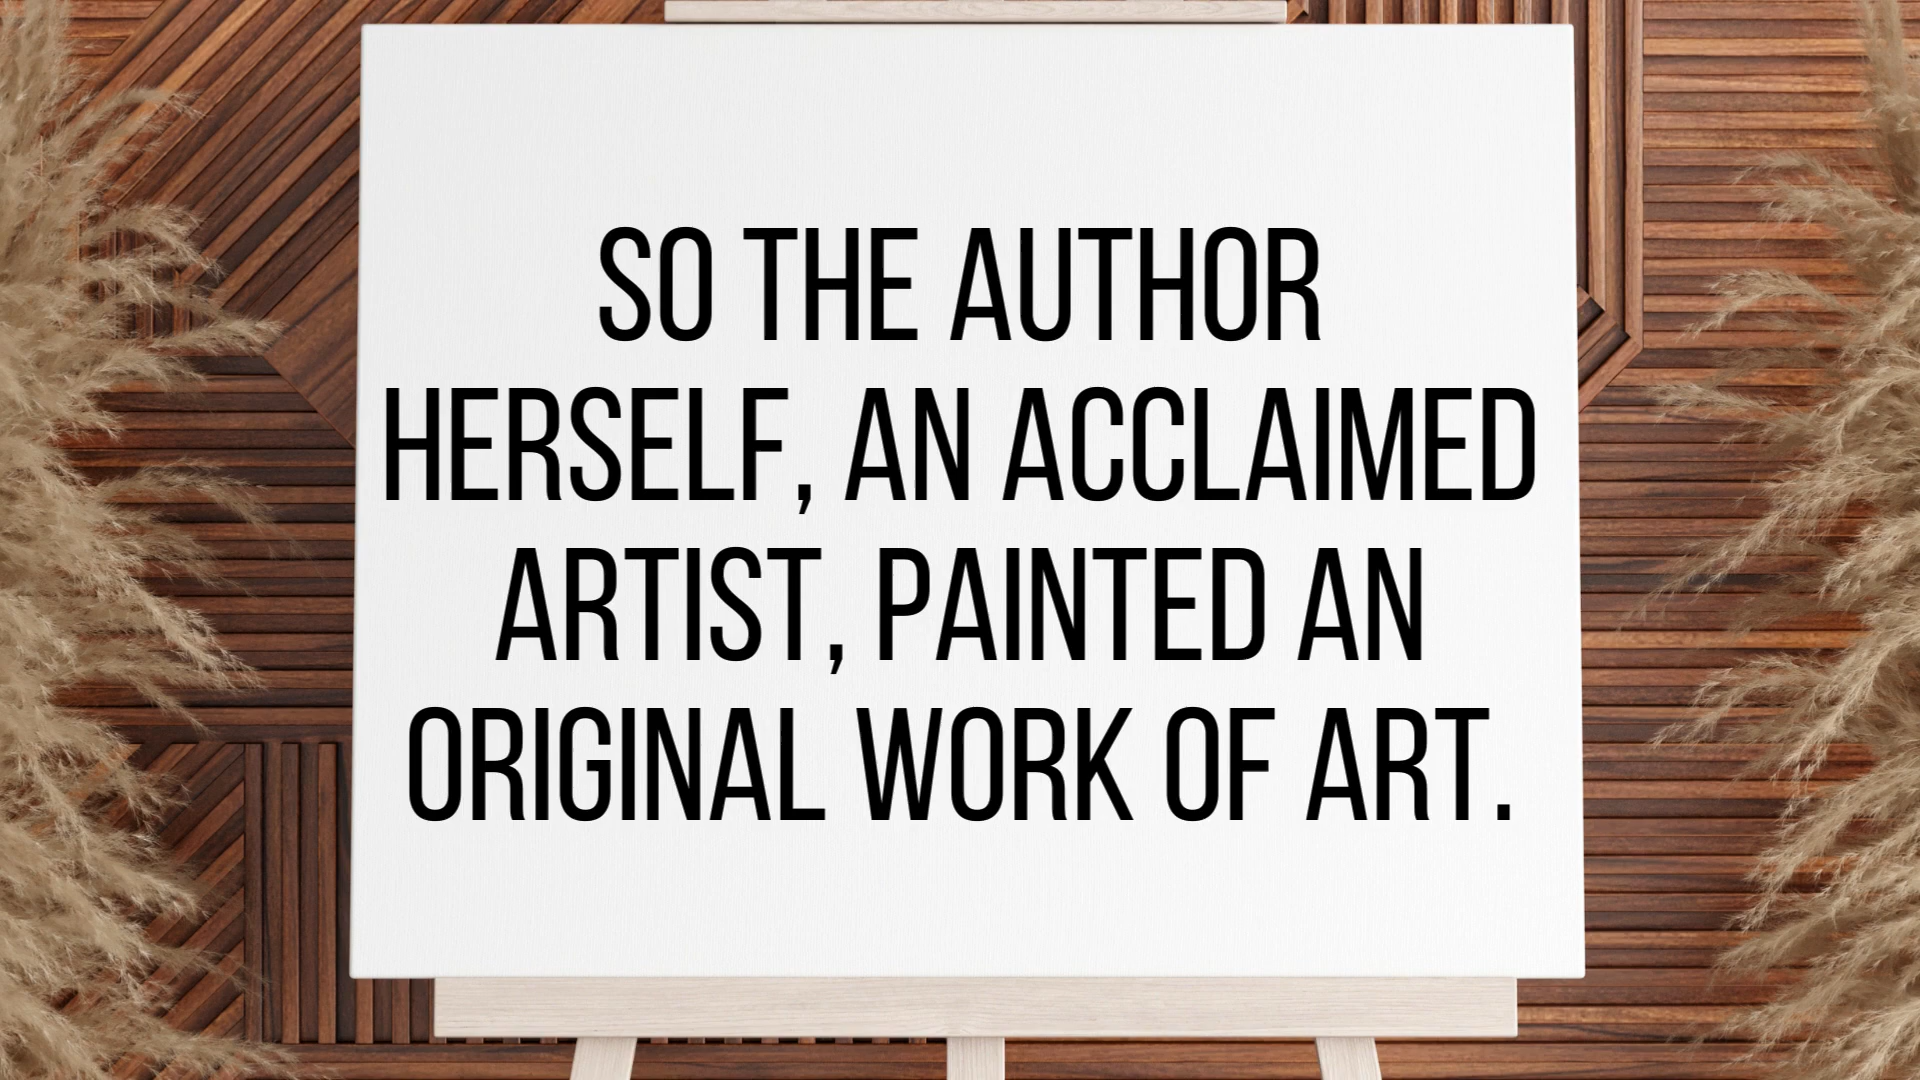 SO THE AUTHOR
HERSELF, AN ACCLAIMED
ARTIST, PAINTED AN
ORIGINAL WORK OF ART.